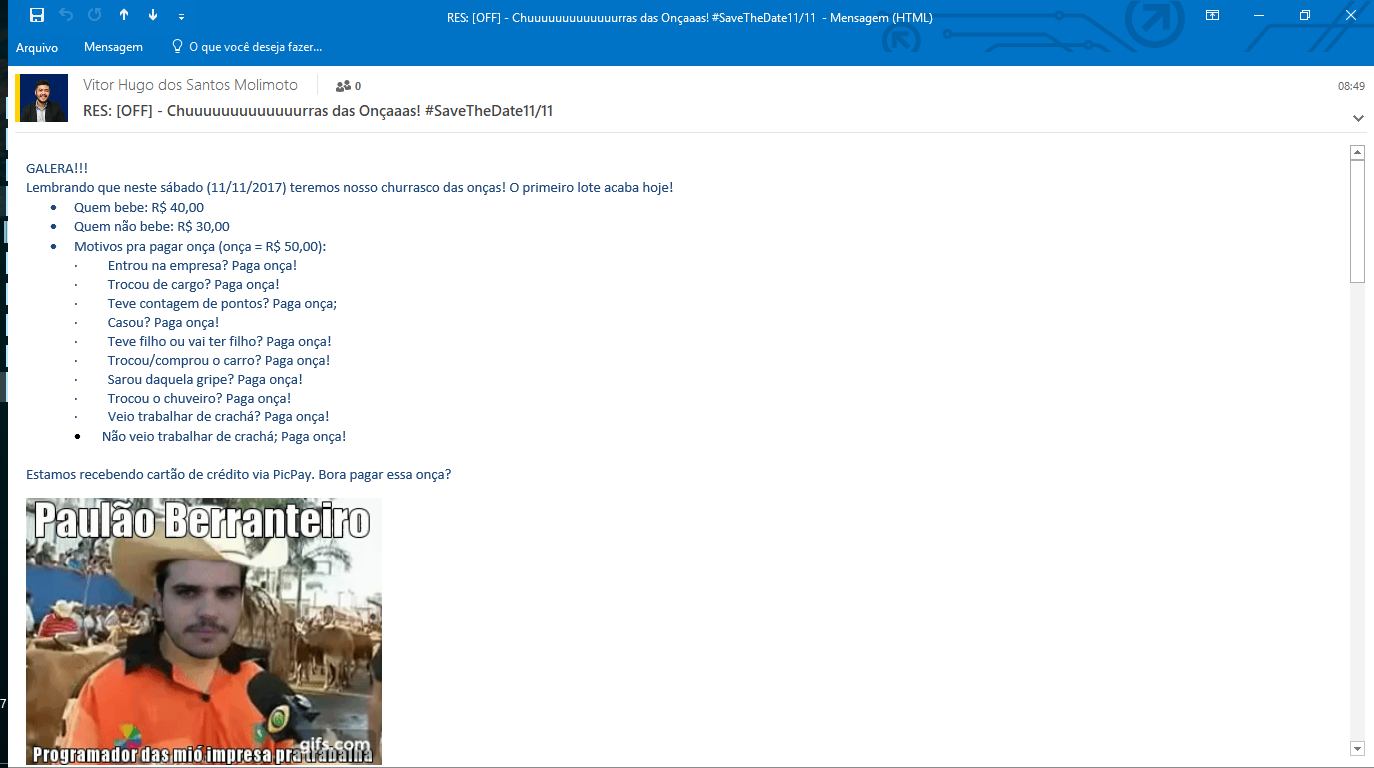 RES: [OFF] - Chuuuuuuuuuuuuurras das Onçaaas! #SaveTheDate11/11 - Mensagem (HTML)
Arquivo Mensagem O que você deseja fazer...
Vitor Hugo dos Santos Molimoto 0
08:49
RES: [OFF] - Chuuuuuuuuuuuuurras das Onçaaas! #SaveTheDate11/11
GALERA!!!
Lembrando que neste sábado (11/11/2017) teremos nosso churrasco das onças! O primeiro lote acaba hoje!
• Quem bebe: R$ 40,00
• Quem não bebe: R$ 30,00
• Motivos pra pagar onça (onça = R$ 50,00):
· Entrou na empresa? Paga onça!
· Trocou de cargo? Paga onça!
· Teve contagem de pontos? Paga onça;
· Casou? Paga onça!
· Teve filho ou vai ter filho? Paga onça!
· Trocou/comprou o carro? Paga onça!
· Sarou daquela gripe? Paga onça!
· Trocou o chuveiro? Paga onça!
· Veio trabalhar de crachá? Paga onça!
• Não veio trabalhar de crachá; Paga onça!
Estamos recebendo cartão de crédito via PicPay. Bora pagar essa onça?
Paulão Berranteiro
7
gifs.com
Programador das mió impresa pra trabalha